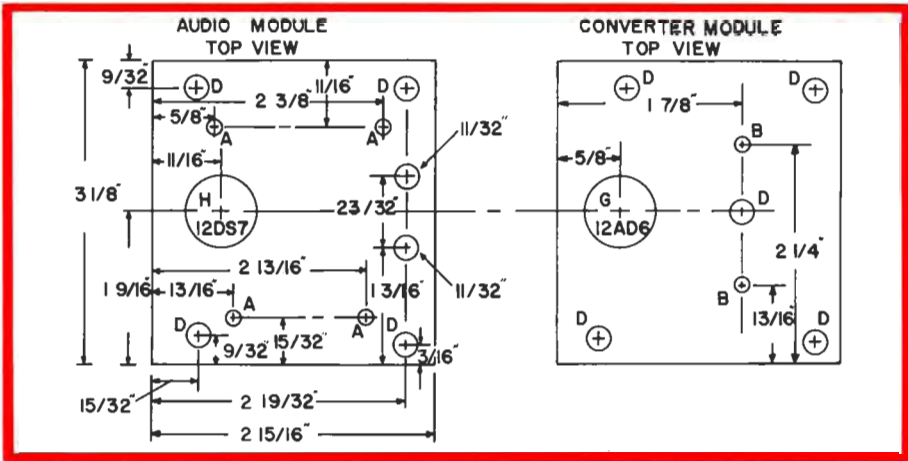 AUDIO MODULE
TOP VIEW
CONVERTER MODULE
TOP VIEW
9/32"
D
11/16"
D
2 3/8"
5/8"
A
A
11/32"
11/16"
3 1/8"
H
12DS7
23/32"
2 13/16"
1 9/16"
13/16"
A
A
1 3/16"
11/32"
D
9/32"
15/32"
D
3/16"
15/32"
2 19/32"
2 15/16"
D
D
1 7/8"
B
5/8"
G
12AD6
D
2 1/4"
B
13/16"
D
D